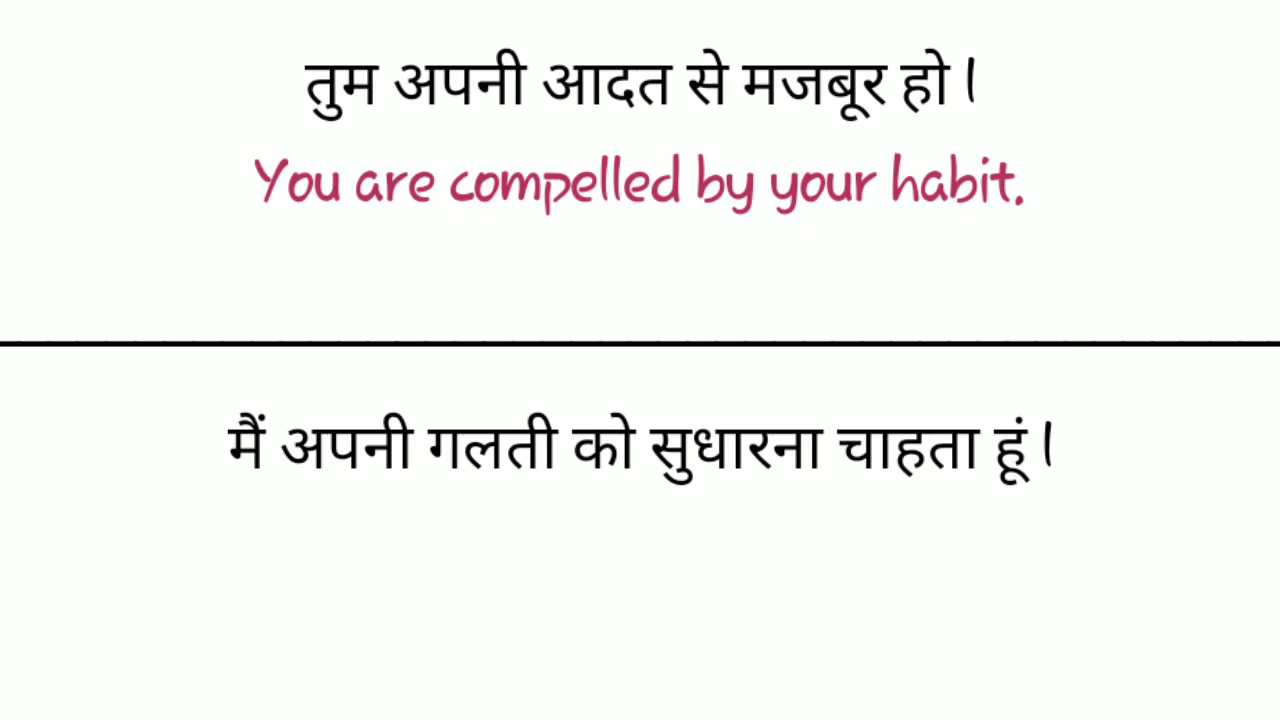 तुम अपनी आदत से मजबूर हो।
You are compelled by your habit.
मैं अपनी गलती को सुधारना चाहता हूं।